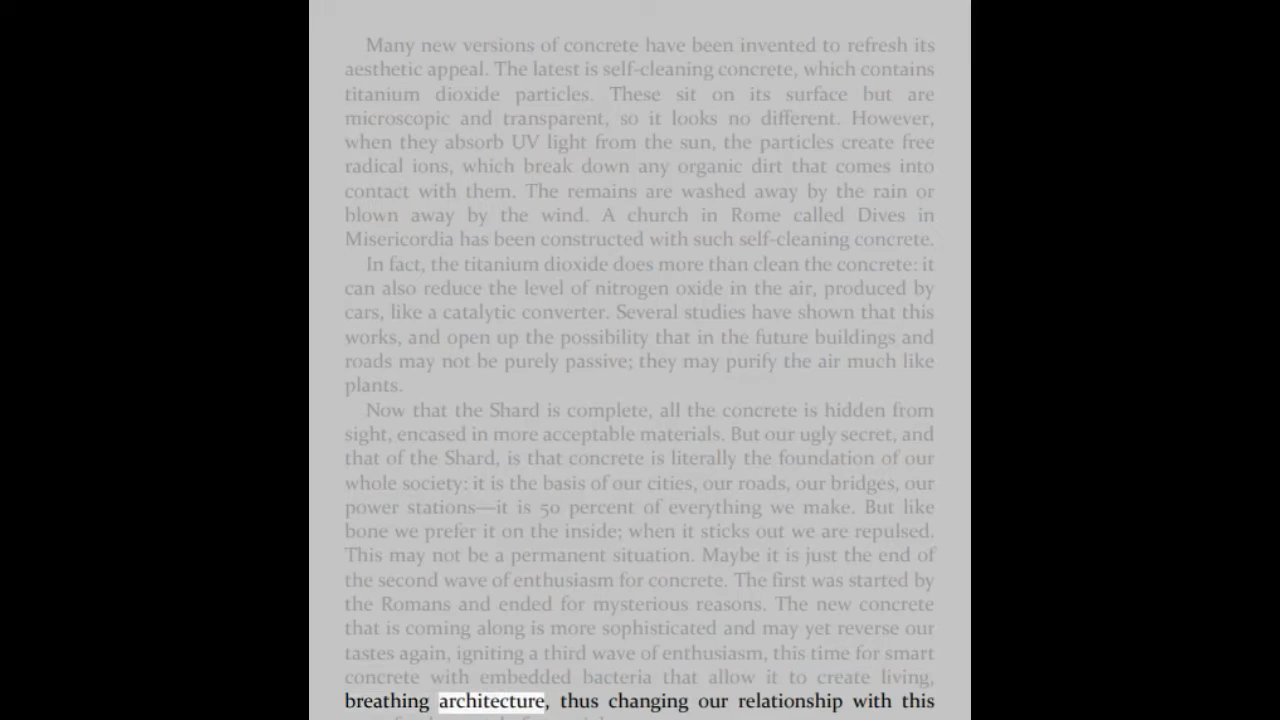 Many new versions of concrete have been invented to refresh its
aesthetic appeal. The latest is self-cleaning concrete, which contains
titanium dioxide particles. These sit on its surface but are
microscopic and transparent, so it looks no different. However,
when they absorb UV light from the sun, the particles create free
radical ions, which break down any organic dirt that comes into
contact with them. The remains are washed away by the rain or
blown away by the wind. A church in Rome called Dives in
Misericordia has been constructed with such self-cleaning concrete.
In fact, the titanium dioxide does more than clean the concrete: it
can also reduce the level of nitrogen oxide in the air, produced by
cars, like a catalytic converter. Several studies have shown that this
works, and open up the possibility that in the future buildings and
roads may not be purely passive; they may purify the air much like
plants.
Now that the Shard is complete, all the concrete is hidden from
sight, encased in more acceptable materials. But our ugly secret, and
that of the Shard, is that concrete is literally the foundation of our
whole society: it is the basis of our cities, our roads, our bridges, our
power stations—it is 50 percent of everything we make. But like
bone we prefer it on the inside; when it sticks out we are repulsed.
This may not be a permanent situation. Maybe it is just the end of
the second wave of enthusiasm for concrete. The first was started by
the Romans and ended for mysterious reasons. The new concrete
that is coming along is more sophisticated and may yet reverse our
tastes again, igniting a third wave of enthusiasm, this time for smart
concrete with embedded bacteria that allow it to create living,
breathing architecture, thus changing our relationship with this